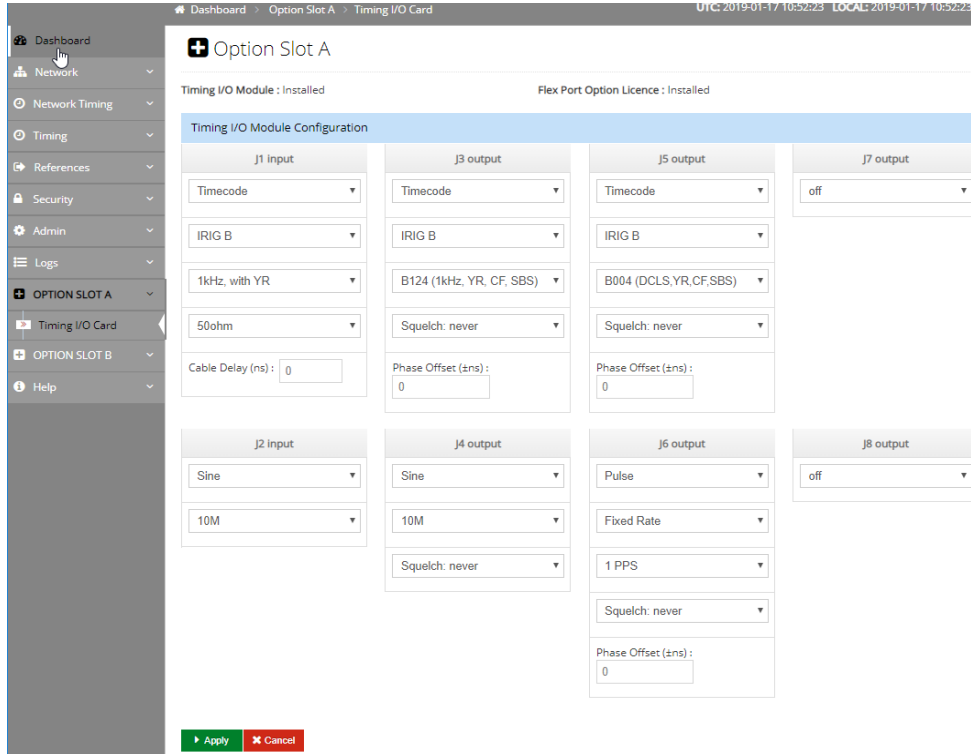 Dashboard > Option Slot A > Timing I/O Card
UTC: 2019-01-17 10:52:23 LOCAL: 2019-01-17 10:52:23
Dashboard
Network
Network Timing
Timing
References
Security
Admin
Logs
OPTION SLOT A
Timing I/O Card
OPTION SLOT B
Help
Option Slot A
Timing I/O Module : Installed
Flex Port Option Licence : Installed
Timing I/O Module Configuration
J1 input
Timecode
IRIG B
1kHz, with YR
50ohm
Cable Delay (ns) : 0
J3 output
Timecode
IRIG B
B124 (1kHz, YR, CF, SBS)
Squelch: never
Phase Offset (±ns) :
0
J5 output
Timecode
IRIG B
B004 (DCLS,YR,CF,SBS)
Squelch: never
Phase Offset (±ns) :
0
J7 output
off
J2 input
Sine
10M
J4 output
Sine
10M
Squelch: never
J6 output
Pulse
Fixed Rate
1 PPS
Squelch: never
Phase Offset (±ns) :
0
J8 output
off
Apply
Cancel